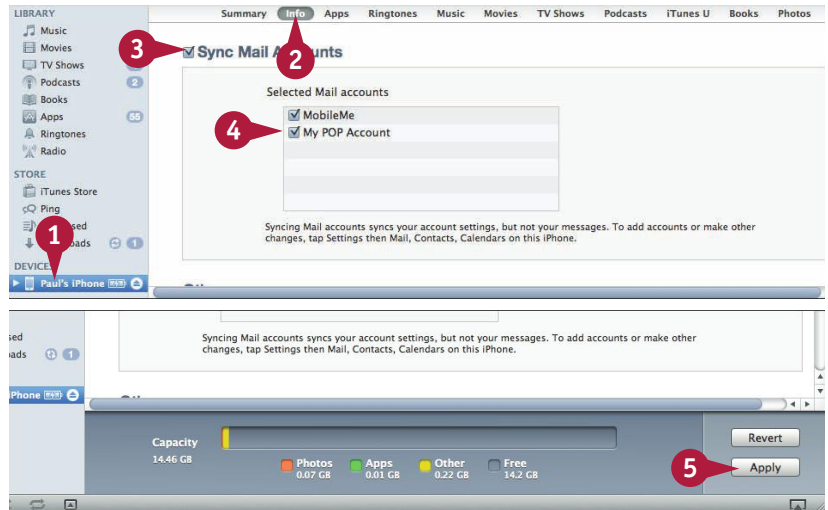 LIBRARY
Music
Movies
TV Shows
Podcasts 2
Books
Apps 55
Ringtones
Radio
STORE
iTunes Store
Ping
sed
ads 1
DEVICES
Paul's iPhone
1
Summary Info Apps Ringtones Music Movies TV Shows Podcasts iTunes U Books Photos
2
3
Sync Mail A unts
Selected Mail accounts
MobileMe
4
My POP Account
Syncing Mail accounts syncs your account settings, but not your messages. To add accounts or make other
changes, tap Settings then Mail, Contacts, Calendars on this iPhone.
sed
ads 1
iPhone
Syncing Mail accounts syncs your account settings, but not your messages. To add accounts or make other
changes, tap Settings then Mail, Contacts, Calendars on this iPhone.
Capacity
14.46 GB
Photos
0.07 GB
Apps
0.01 GB
Other
0.22 GB
Free
14.2 GB
Revert
5
Apply